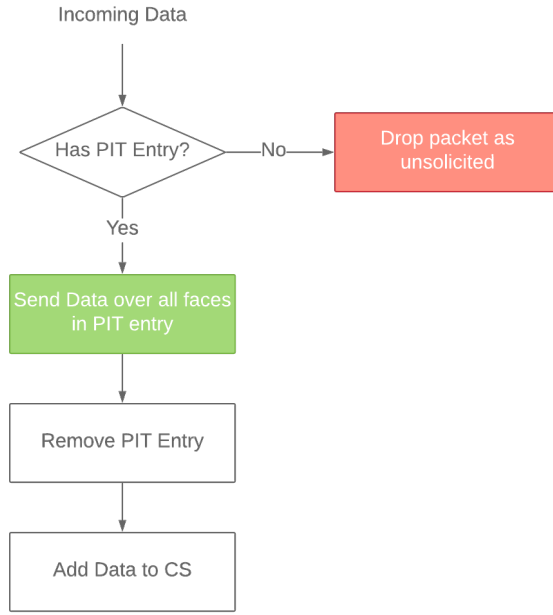 Incoming Data
Has PIT Entry?
No
Drop packet as
unsolicited
Yes
Send Data over all faces
in PIT entry
Remove PIT Entry
Add Data to CS